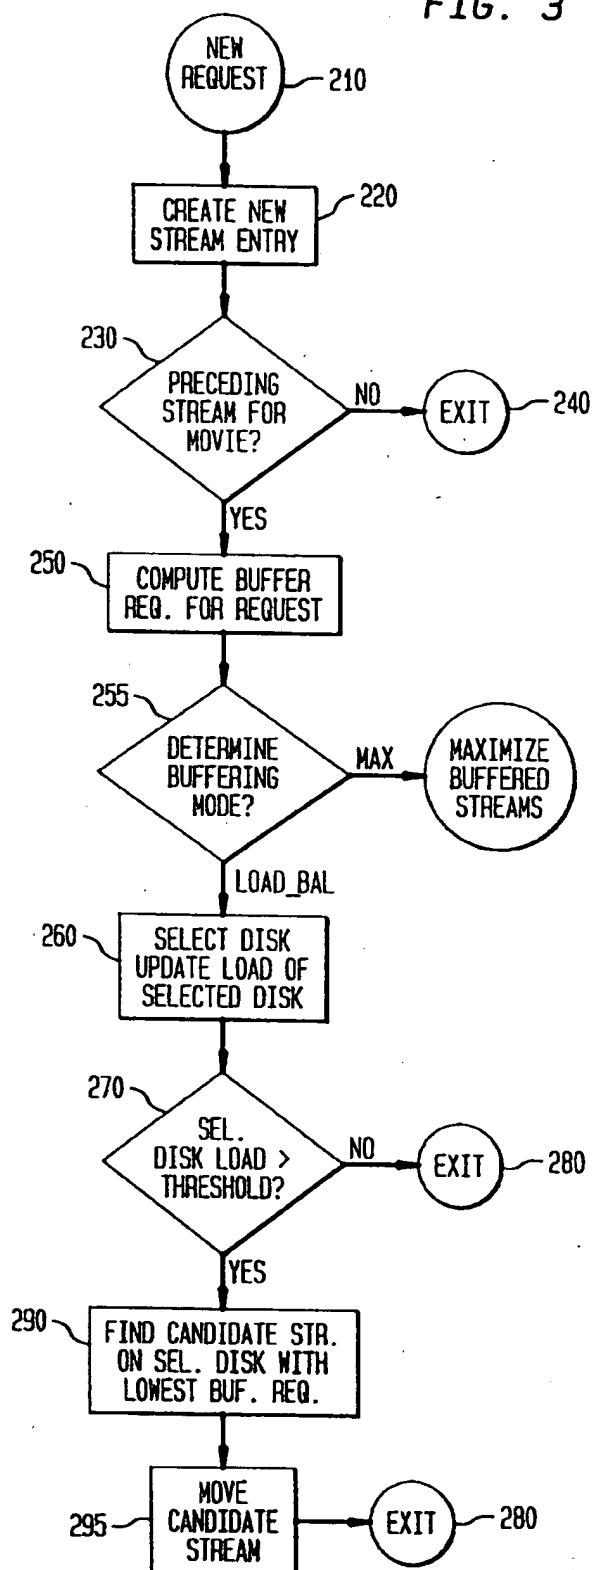 FIG. 3
NEW
REQUEST
210
CREATE NEW
STREAM ENTRY
220
230
PRECEDING
STREAM FOR
MOVIE?
NO
EXIT
240
YES
250
COMPUTE BUFFER
REQ. FOR REQUEST
255
DETERMINE
BUFFERING
MODE?
MAX
MAXIMIZE
BUFFERED
STREAMS
LOAD_BAL
260
SELECT DISK
UPDATE LOAD OF
SELECTED DISK
270
SEL.
DISK LOAD >
THRESHOLD?
NO
EXIT
280
YES
290
FIND CANDIDATE STR.
ON SEL. DISK WITH
LOWEST BUF. REQ.
295
MOVE
CANDIDATE
STREAM
EXIT
280